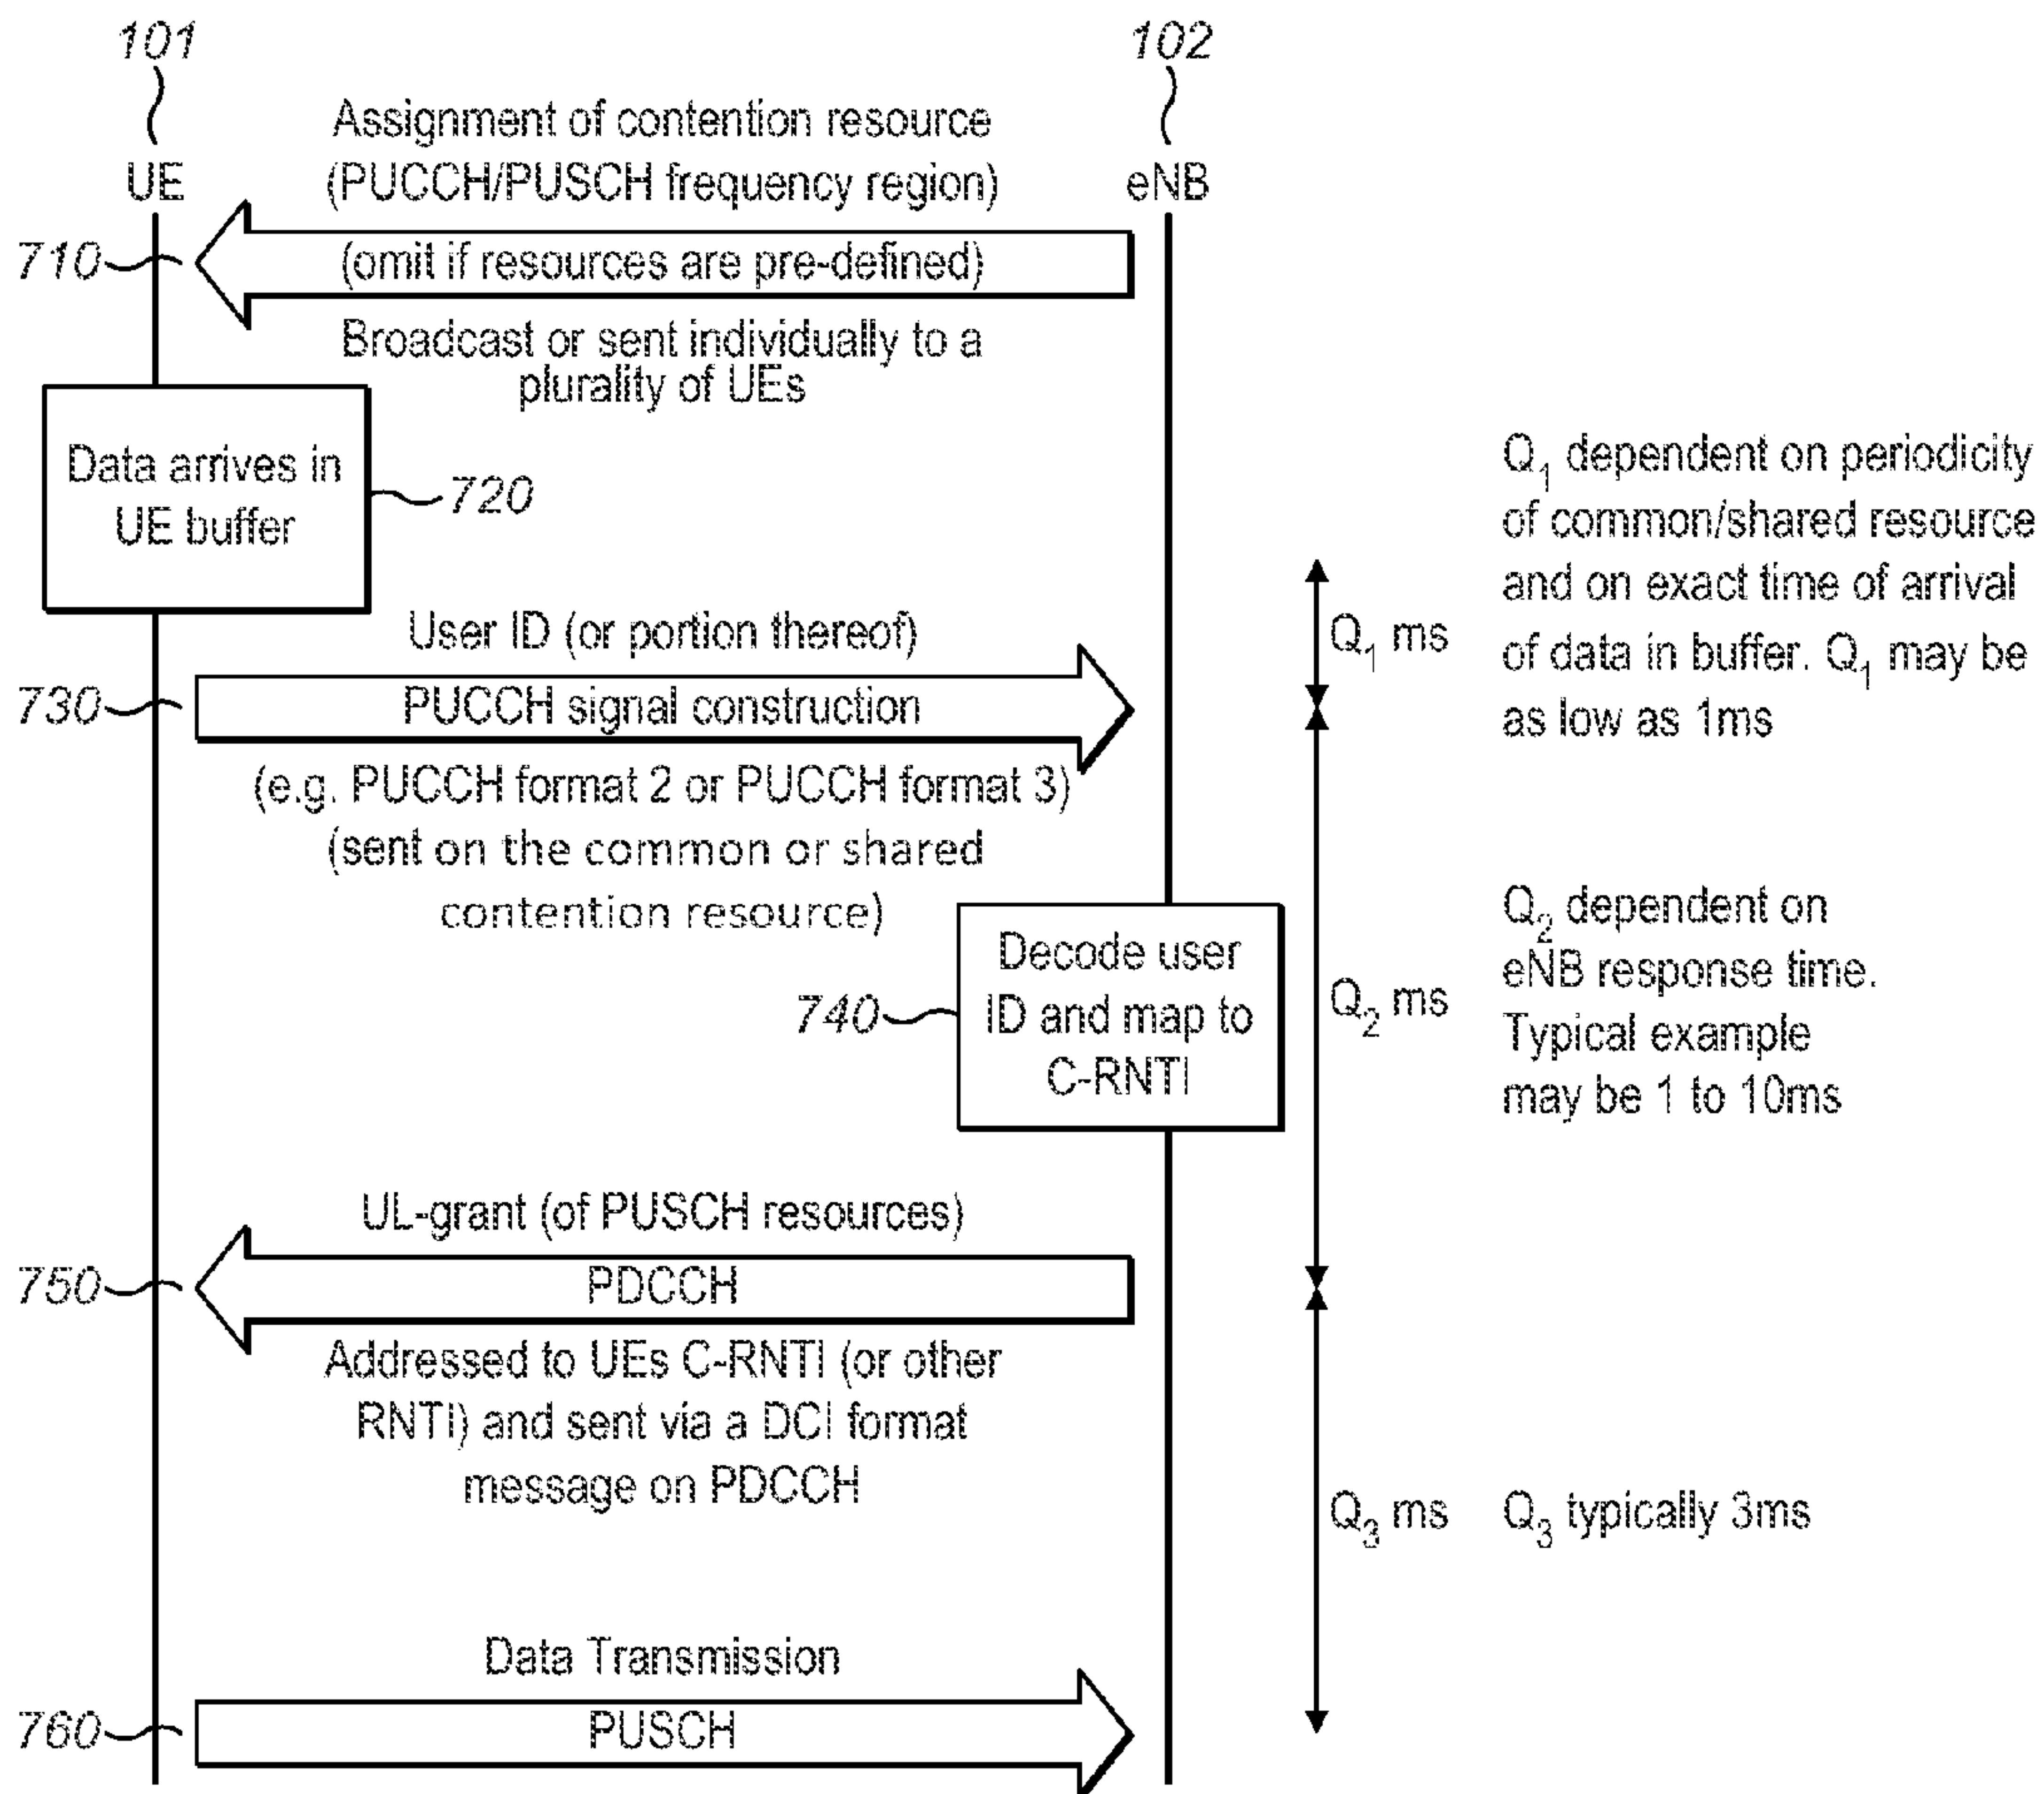 101
102
Assignment of contention resource
UE
(PUCCH/PUSCH frequency region)
eNB
710
(omit if resources are pre-defined)
Broadcast or sent individually to a
plurality of UEs
Data arrives in
UE buffer
720
Q1 dependent on periodicity
of common/shared resource
and on exact time of arrival
of data in buffer. Q1 may be
as low as 1ms
User ID (or portion thereof)
Q1 ms
730
PUCCH signal construction
(e.g. PUCCH format 2 or PUCCH format 3)
(sent on the common or shared
contention resource)
Decode user
ID and map to
C-RNTI
740
Q2 ms
Q2 dependent on
eNB response time.
Typical example
may be 1 to 10ms
UL-grant (of PUSCH resources)
750
PDCCH
Addressed to UEs C-RNTI (or other
RNTI) and sent via a DCI format
message on PDCCH
Q3 ms
Q3 typically 3ms
Data Transmission
760
PUSCH